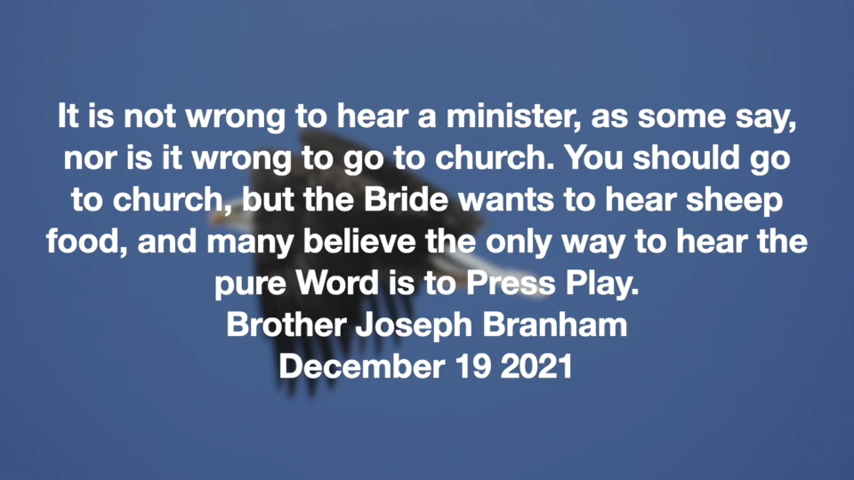 It is not wrong to hear a minister, as some say,
nor is it wrong to go to church. You should go
to church, but the Bride wants to hear sheep
food, and many believe the only way to hear the
pure Word is to Press Play.
Brother Joseph Branham
December 19 2021